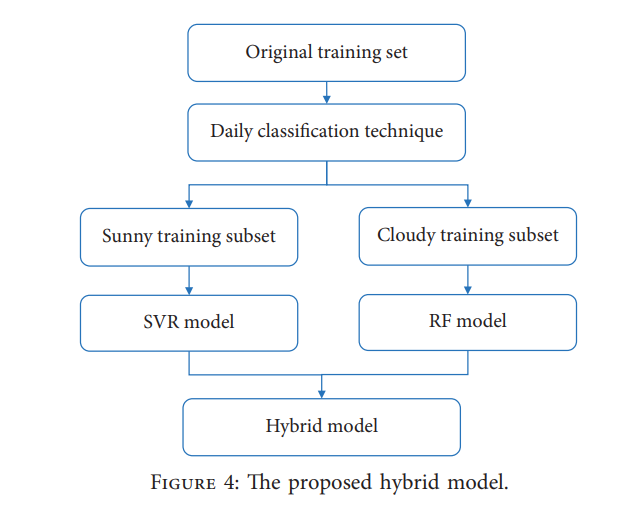 Original training set
Daily classification technique
Sunny training subset
Cloudy training subset
SVR model
RF model
Hybrid model
FIGURE 4: The proposed hybrid model.